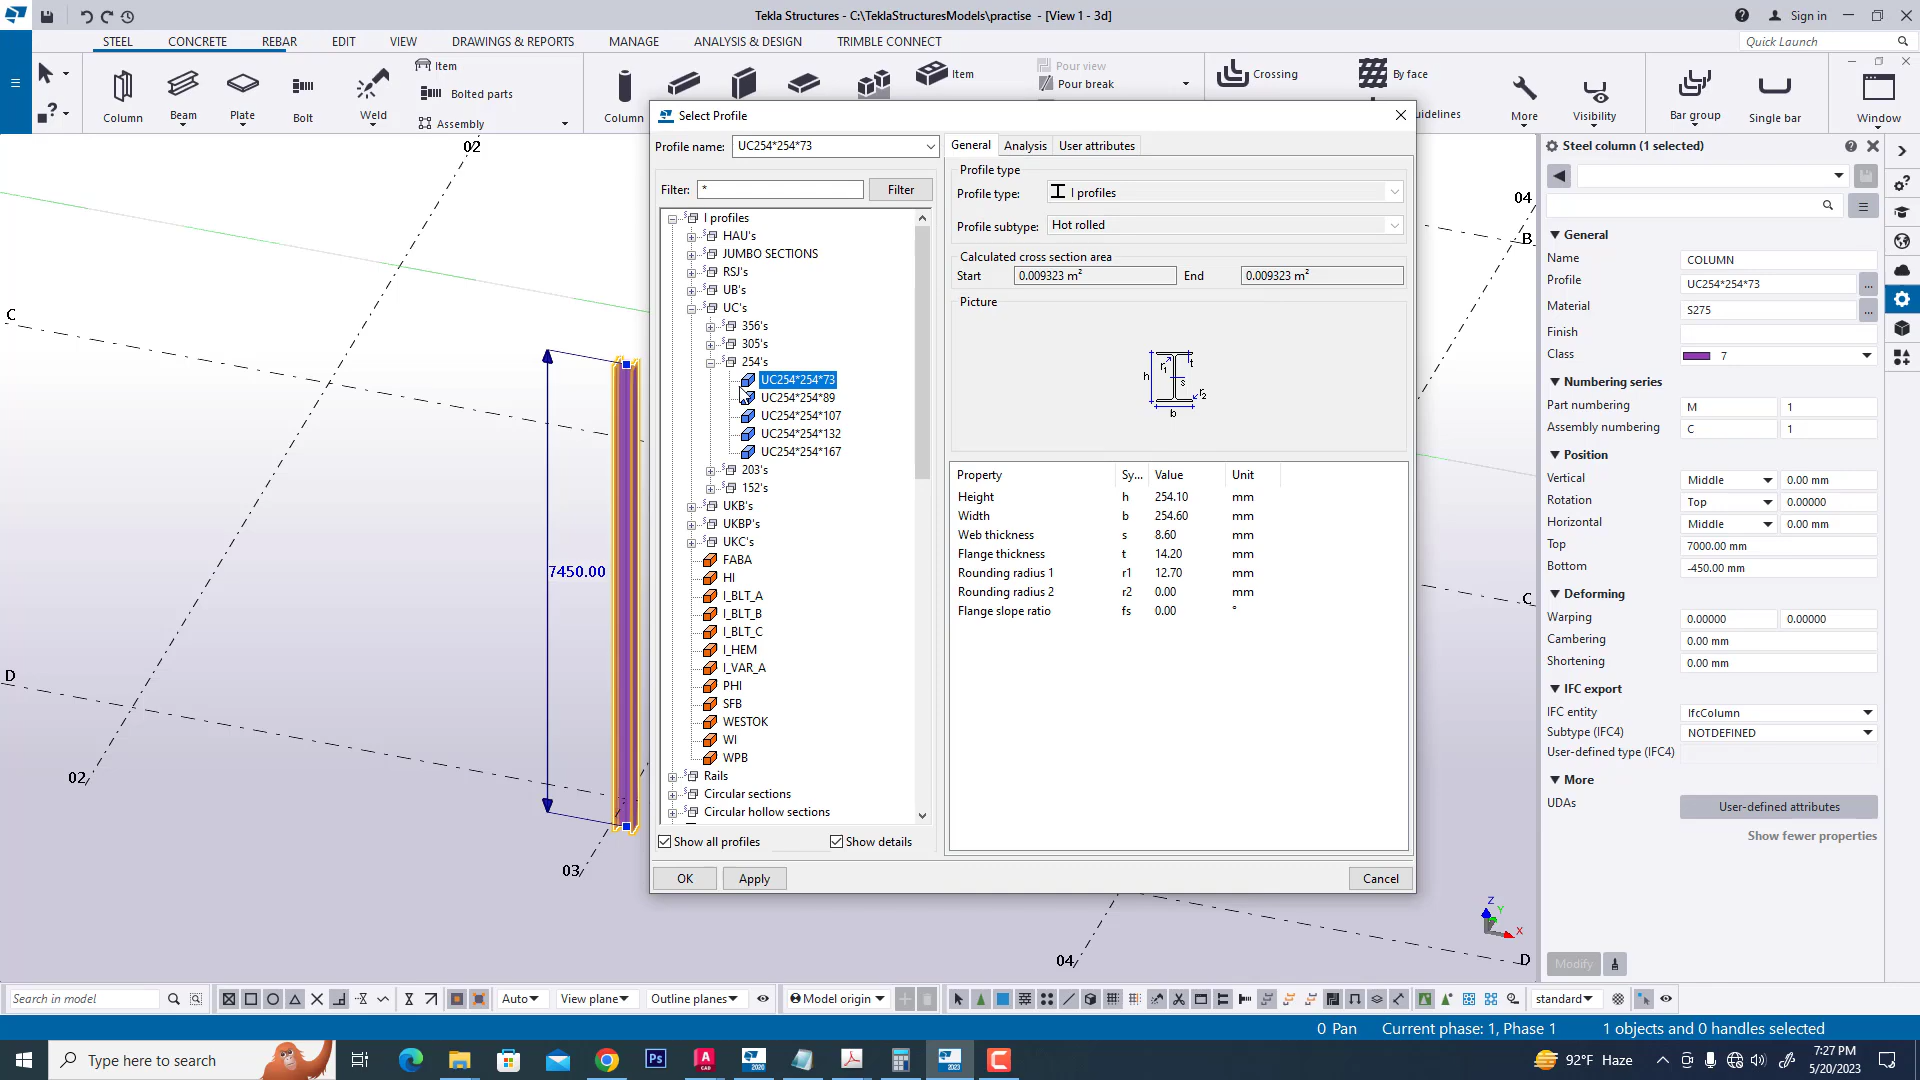 Tekla Structures - C:\TeklaStructuresModels\practise - [View 1 - 3d]
Sign in
STEEL CONCRETE REBAR EDIT VIEW DRAWINGS & REPORTS MANAGE ANALYSIS & DESIGN TRIMBLE CONNECT
Quick Launch
Column Beam Plate Bolt Weld
Item
Bolted parts
Assembly
Column
Item
Pour view
Pour break
Crossing
By face
uidelines
More
Visibility
Bar group
Single bar
Window
02
04
B
C
C
D
D
02
03
04
7450.00
Z
Y
X
Select Profile
Profile name: UC254*254*73
Filter: * Filter
I profiles
HAU's
JUMBO SECTIONS
RSJ's
UB's
UC's
356's
305's
254's
UC254*254*73
UC254*254*89
UC254*254*107
UC254*254*132
UC254*254*167
203's
152's
UKB's
UKBP's
UKC's
FABA
HI
I_BLT_A
I_BLT_B
I_BLT_C
I_HEM
I_VAR_A
PHI
SFB
WESTOK
WI
WPB
Rails
Circular sections
Circular hollow sections
Show all profiles Show details
OK Apply Cancel
General Analysis User attributes
Profile type
Profile type: I profiles
Profile subtype: Hot rolled
Calculated cross section area
Start 0.009323 m² End 0.009323 m²
Picture
h r1 t s r2 b
Property Sy... Value Unit
Height h 254.10 mm
Width b 254.60 mm
Web thickness s 8.60 mm
Flange thickness t 14.20 mm
Rounding radius 1 r1 12.70 mm
Rounding radius 2 r2 0.00 mm
Flange slope ratio fs 0.00 °
Steel column (1 selected)
General
Name COLUMN
Profile UC254*254*73 ...
Material S275 ...
Finish
Class 7
Numbering series
Part numbering M 1
Assembly numbering C 1
Position
Vertical Middle 0.00 mm
Rotation Top 0.00000
Horizontal Middle 0.00 mm
Top 7000.00 mm
Bottom -450.00 mm
Deforming
Warping 0.00000 0.00000
Cambering 0.00 mm
Shortening 0.00 mm
IFC export
IFC entity IfcColumn
Subtype (IFC4) NOTDEFINED
User-defined type (IFC4)
More
UDAs User-defined attributes
Show fewer properties
Modify
Search in model Auto View plane Outline planes Model origin standard
0 Pan Current phase: 1, Phase 1 1 objects and 0 handles selected
Type here to search
92°F Haze
7:27 PM
5/20/2023